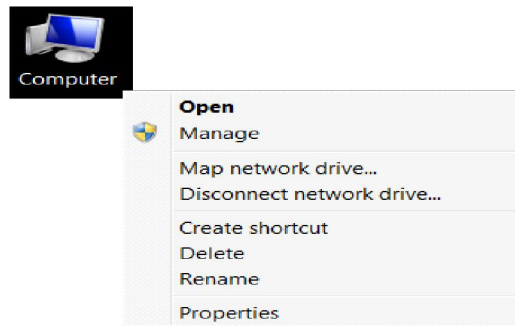 Computer
Open
Manage
Map network drive...
Disconnect network drive...
Create shortcut
Delete
Rename
Properties